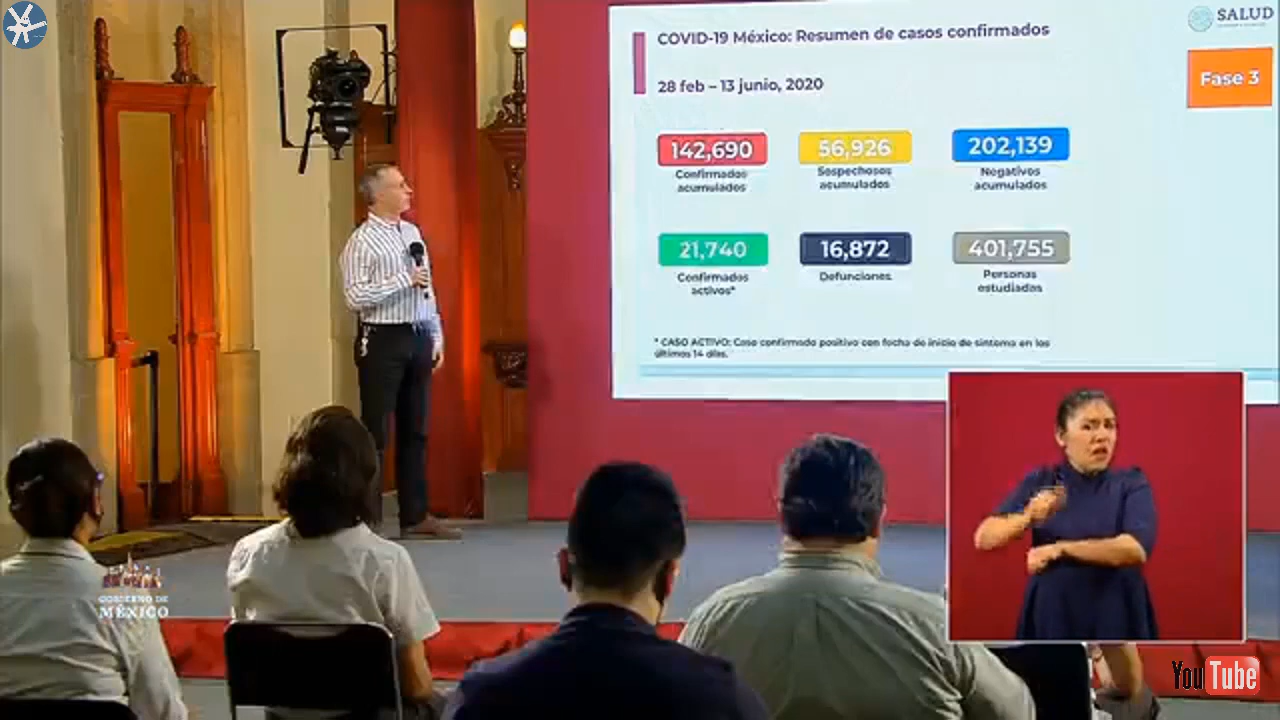 SALUD
COVID-19 México: Resumen de casos confirmados
Fase 3
28 feb – 13 junio, 2020
142,690
56,926
202,139
Confirmados
acumulados
Sospechosos
acumulados
Negativos
acumulados
21,740
16,872
401,755
Confirmados
activos*
Defunciones
Personas
estudiadas
* CASO ACTIVO: Caso confirmado positivo con fecha de inicio de síntoma en los
últimos 14 días.
GOBIERNO DE
MÉXICO
YouTube